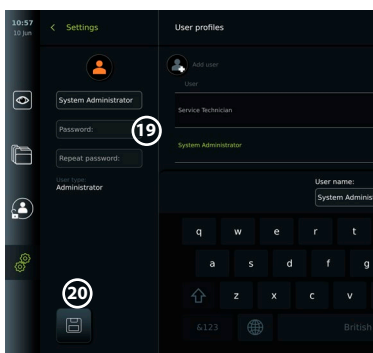 10:57
10 Jun
Settings
User profiles
Add user
User
System Administrator
Service Technician
Password:
19
System Administrator
Repeat password:
User type:
Administrator
User name:
System Adminis
q w e r t
a s d f g
20
z x c v
&123
British